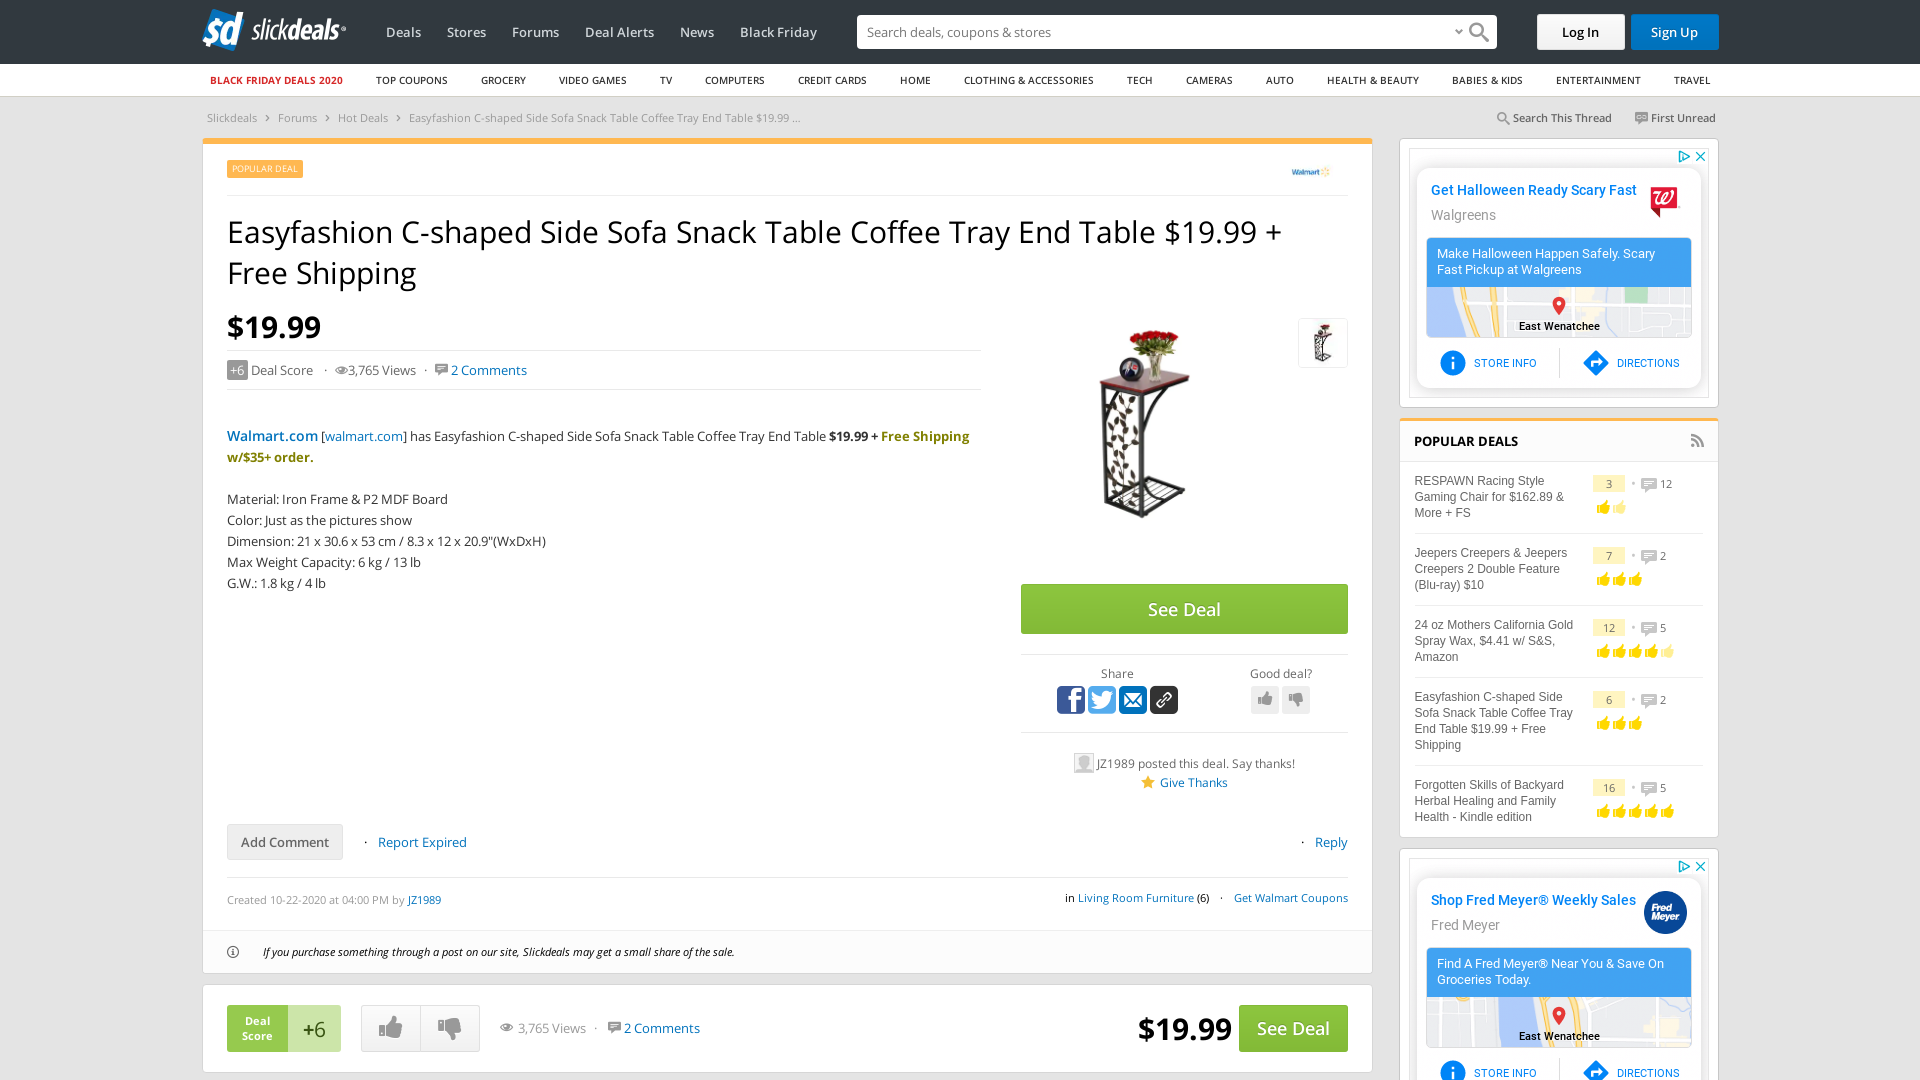 slickdeals
Deals
Stores
Forums
Deal Alerts
News
Black Friday
Search deals, coupons & stores
Log In
Sign Up
BLACK FRIDAY DEALS 2020
TOP COUPONS
GROCERY
VIDEO GAMES
TV
COMPUTERS
CREDIT CARDS
HOME
CLOTHING & ACCESSORIES
TECH
CAMERAS
AUTO
HEALTH & BEAUTY
BABIES & KIDS
ENTERTAINMENT
TRAVEL
Slickdeals > Forums > Hot Deals > Easyfashion C-shaped Side Sofa Snack Table Coffee Tray End Table $19.99 ...
Search This Thread
First Unread
POPULAR DEAL
Walmart
Easyfashion C-shaped Side Sofa Snack Table Coffee Tray End Table $19.99 +
Free Shipping
$19.99
+6 Deal Score · 3,765 Views · 2 Comments
Walmart.com [walmart.com] has Easyfashion C-shaped Side Sofa Snack Table Coffee Tray End Table $19.99 + Free Shipping
w/$35+ order.
Material: Iron Frame & P2 MDF Board
Color: Just as the pictures show
Dimension: 21 x 30.6 x 53 cm / 8.3 x 12 x 20.9"(WxDxH)
Max Weight Capacity: 6 kg / 13 lb
G.W.: 1.8 kg / 4 lb
See Deal
Share
Good deal?
JZ1989 posted this deal. Say thanks!
Give Thanks
Add Comment
· Report Expired
· Reply
Created 10-22-2020 at 04:00 PM by JZ1989
in Living Room Furniture (6) · Get Walmart Coupons
If you purchase something through a post on our site, Slickdeals may get a small share of the sale.
Deal
Score
+6
3,765 Views · 2 Comments
$19.99
See Deal
Get Halloween Ready Scary Fast
Walgreens
Make Halloween Happen Safely. Scary
Fast Pickup at Walgreens
East Wenatchee
STORE INFO
DIRECTIONS
POPULAR DEALS
RESPAWN Racing Style
Gaming Chair for $162.89 &
More + FS
3 • 12
Jeepers Creepers & Jeepers
Creepers 2 Double Feature
(Blu-ray) $10
7 • 2
24 oz Mothers California Gold
Spray Wax, $4.41 w/ S&S,
Amazon
12 • 5
Easyfashion C-shaped Side
Sofa Snack Table Coffee Tray
End Table $19.99 + Free
Shipping
6 • 2
Forgotten Skills of Backyard
Herbal Healing and Family
Health - Kindle edition
16 • 5
Shop Fred Meyer® Weekly Sales
Fred Meyer
Fred
Meyer
Find A Fred Meyer® Near You & Save On
Groceries Today.
East Wenatchee
STORE INFO
DIRECTIONS